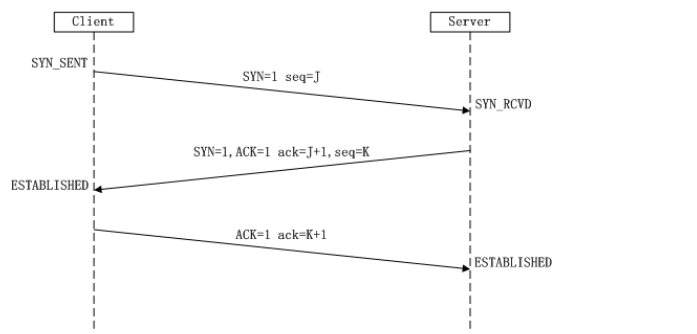 Client
Server
SYN_SENT
SYN=1 seq=J
SYN_RCVD
SYN=1,ACK=1 ack=J+1,seq=K
ESTABLISHED
ACK=1 ack=K+1
ESTABLISHED